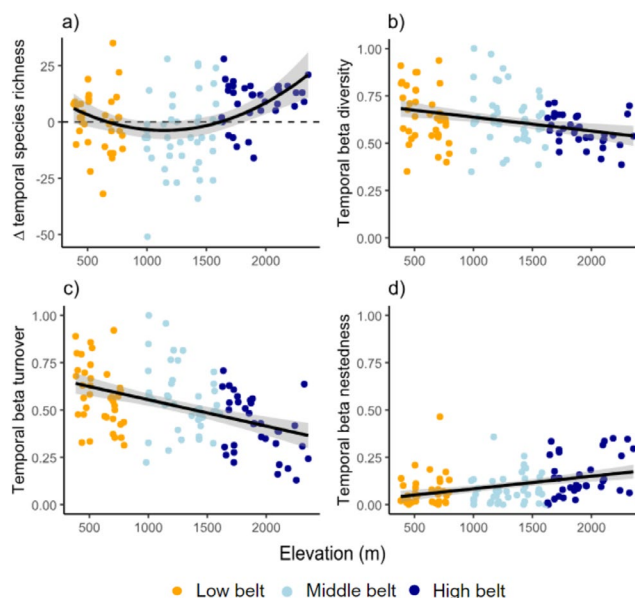 a)
Δ temporal species richness
25
0
-25
-50
500 1000 1500 2000
b)
Temporal beta diversity
1.00
0.75
0.50
0.25
0.00
500 1000 1500 2000
c)
Temporal beta turnover
1.00
0.75
0.50
0.25
0.00
500 1000 1500 2000
d)
Temporal beta nestedness
1.00
0.75
0.50
0.25
0.00
500 1000 1500 2000
Elevation (m)
Low belt Middle belt High belt